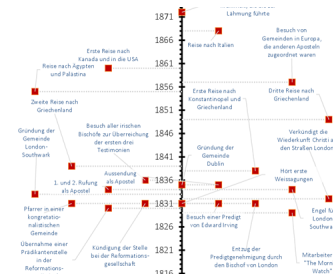 Lähmung führte
1871
Reise nach Italien
1866
Erste Reise nach
Kanada und in die USA
Besuch von
Gemeinden in Europa,
die anderen Aposteln
zugeordnet waren
1861
Reise nach Ägypten
und Palästina
1856
Zweite Reise nach
Griechenland
Erste Reise nach
Konstantinopel und
Griechenland
Dritte Reise nach
Griechenland
1851
Gründung der
Gemeinde
London-
Southwark
Besuch aller irischen
Bischöfe zur Überreichung
der ersten drei
Testimonien
1846
Verkündigt die
Wiederkunft Christi a
den Straßen London
1841
Gründung der
Gemeinde
Dublin
Hört erste
Weissagungen
1836
Aussendung
als Apostel
1. und 2. Rufung
als Apostel
1831
Pfarrer in einer
kongretatio-
nalistischen
Gemeinde
Besuch einer Predigt
von Edward Irving
Engel fü
London
Southwa
1826
Übernahme einer
Prädikantenstelle
in der
Reformations-
Kündigung der Stelle
bei der Reformations-
gesellschaft
1821
Entzug der
Predigtgenehmigung durch
den Bischof von London
Mitarbeiter
"The Morn
Watch
1816